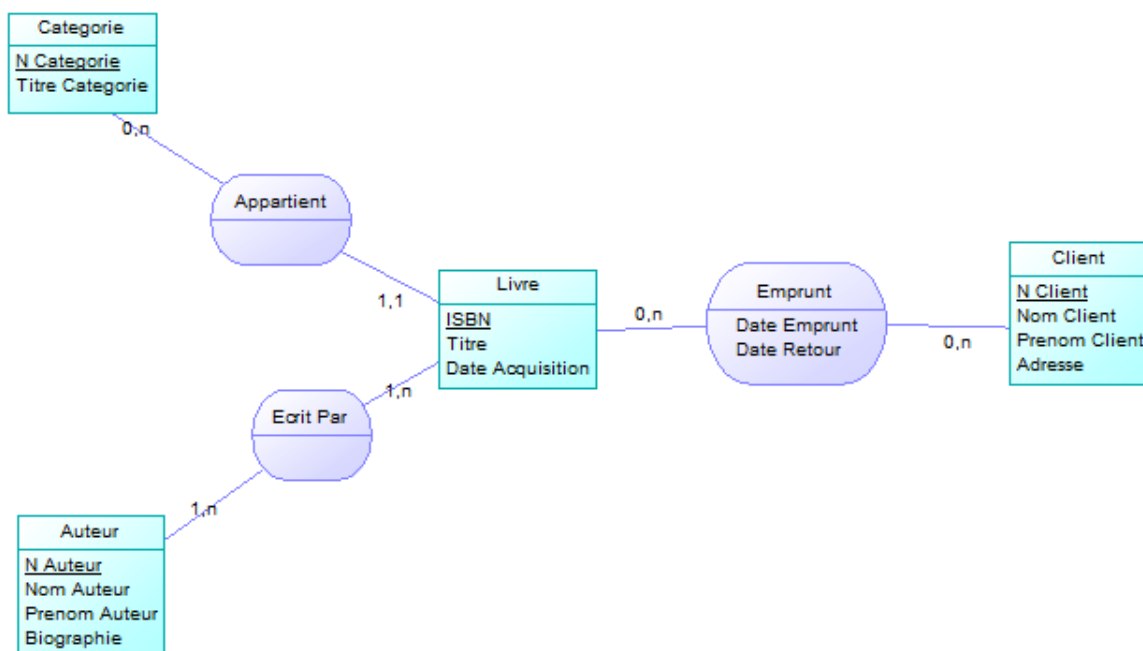 Categorie
N Categorie
Titre Categorie
0,n
Appartient
1,1
Livre
ISBN
Titre
Date Acquisition
0,n
Emprunt
Date Emprunt
Date Retour
0,n
Client
N Client
Nom Client
Prenom Client
Adresse
1,n
Ecrit Par
1,n
Auteur
N Auteur
Nom Auteur
Prenom Auteur
Biographie